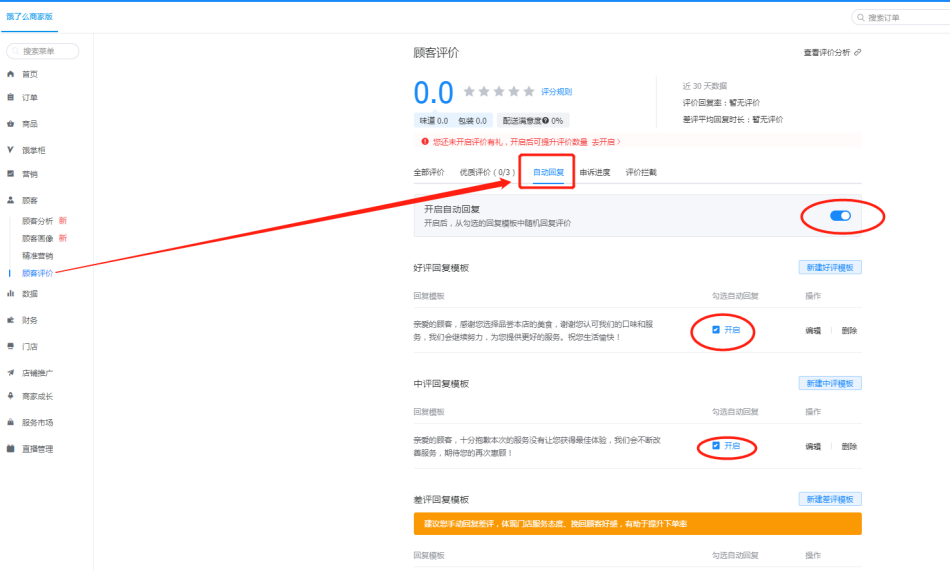 饿了么商家版
搜索订单
搜索菜单
首页
订单
商品
饿掌柜
营销
顾客
顾客分析 新
顾客画像 新
精准营销
顾客评价
数据
财务
门店
店铺推广
商家成长
服务市场
直播管理
顾客评价
查看评价分析
0.0
评分规则
味道 0.0 包装 0.0 配送满意度 0%
近 30 天数据
评价回复率：暂无评价
差评平均回复时长：暂无评价
您还未开启评价有礼，开启后可提升评价数量 去开启 >
全部评价 优质评价 ( 0/3 ) 自动回复 申诉进度 评价拦截
开启自动回复
开启后，从勾选的回复模板中随机回复评价
好评回复模板 新建好评模板
回复模板 勾选自动回复 操作
亲爱的顾客，感谢您选择品尝本店的美食，谢谢您认可我们的口味和服
务，我们会继续努力，为您提供更好的服务。祝您生活愉快！
开启 编辑 删除
中评回复模板 新建中评模板
回复模板 勾选自动回复 操作
亲爱的顾客，十分抱歉本次的服务没有让您获得最佳体验，我们会不断改
善服务，期待您的再次惠顾！
开启 编辑 删除
差评回复模板 新建差评模板
建议您手动回复差评，体现门店服务态度、挽回顾客好感，有助于提升下单率
回复模板 勾选自动回复 操作